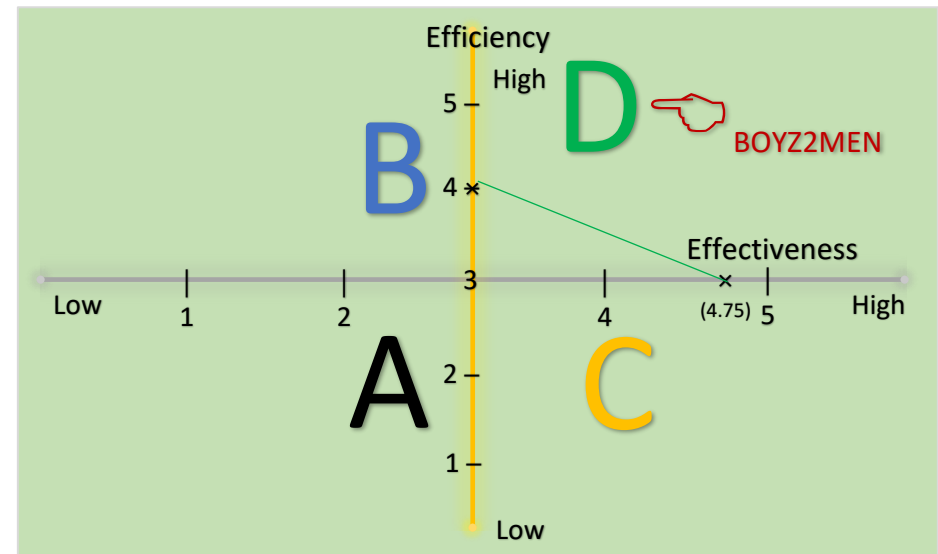 Efficiency
High
5
D
BOYZ2MEN
B
4
Effectiveness
3
Low
1
2
4
(4.75)
5
High
A
2
C
1
Low